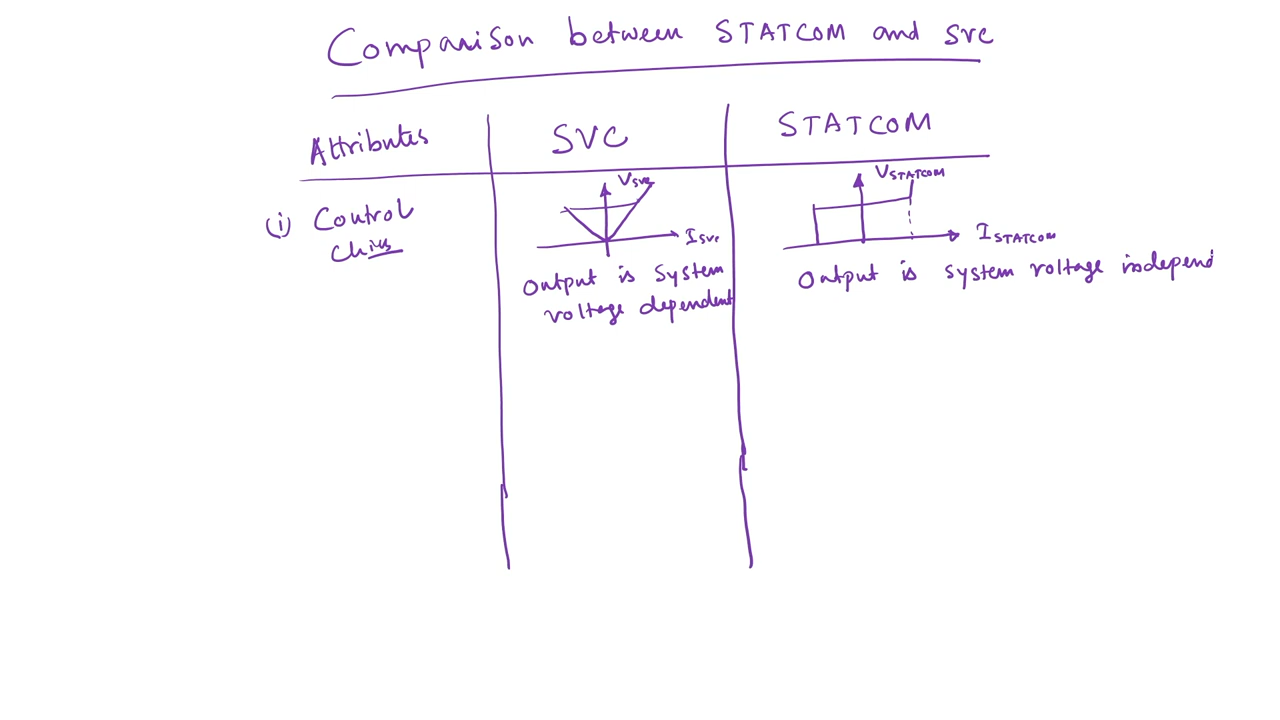 Comparison between STATCOM and SVC
Attributes SVC STATCOM
(i) Control
VSVC
ISVC
Output is system
voltage dependent
VSTATCOM
ISTATCOM
Output is system voltage independ